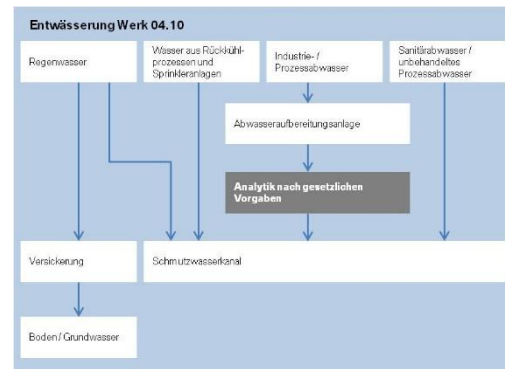 Entwässerung Werk 04.10
Regenwasser
Wasser aus Rückkühl-
prozessen und
Sprinkleranlagen
Industrie- /
Prozessabwasser
Sanitärabwasser /
unbehandeltes
Prozessabwasser
Abwasseraufbereitungsanlage
Analytik nach gesetzlichen
Vorgaben
Versickerung
Schmutzwasserkanal
Boden / Grundwasser